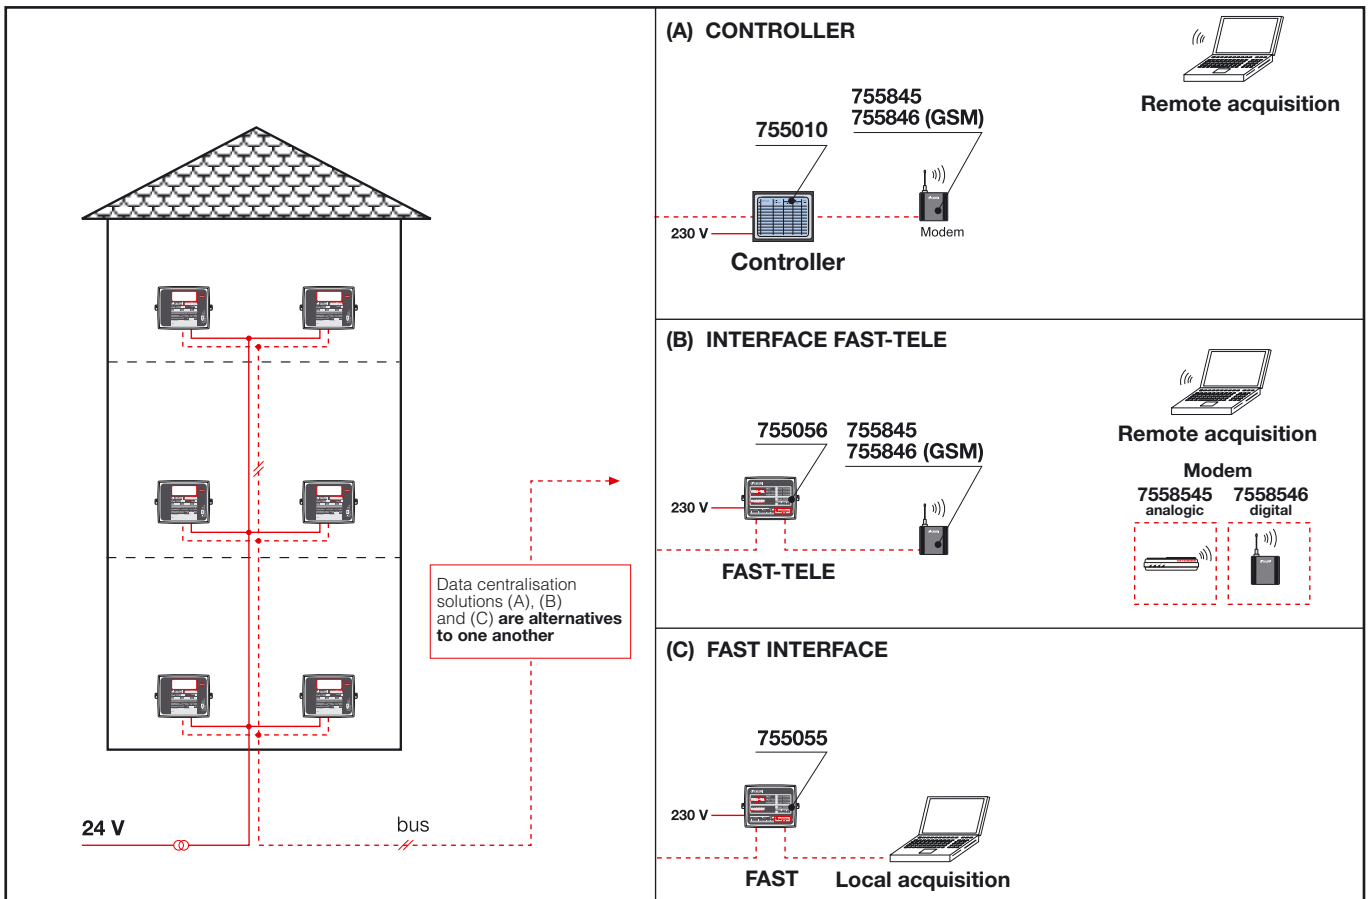 24 V
bus
Data centralisation
solutions (A), (B)
and (C) are alternatives
to one another
(A) CONTROLLER
755010
755845
755846 (GSM)
230 V
Modem
Controller
Remote acquisition
(B) INTERFACE FAST-TELE
755056
755845
755846 (GSM)
230 V
FAST-TELE
Remote acquisition
Modem
7558545
analogic
7558546
digital
(C) FAST INTERFACE
755055
230 V
FAST
Local acquisition